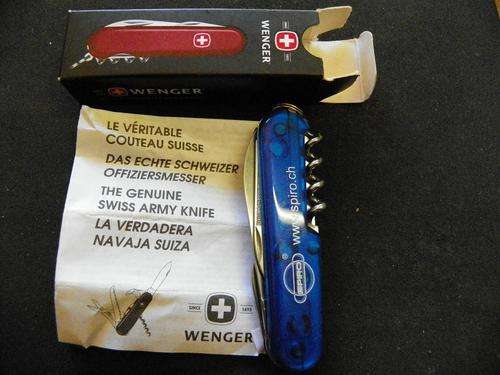 WENGER
WENGER
LE VÉRITABLE
COUTEAU SUISSE
DAS ECHTE SCHWEIZER
OFFIZIERSMESSER
THE GENUINE
SWISS ARMY KNIFE
LA VERDADERA
NAVAJA SUIZA
SINCE 1893
WENGER
www.spiro.ch
SPIRO
®